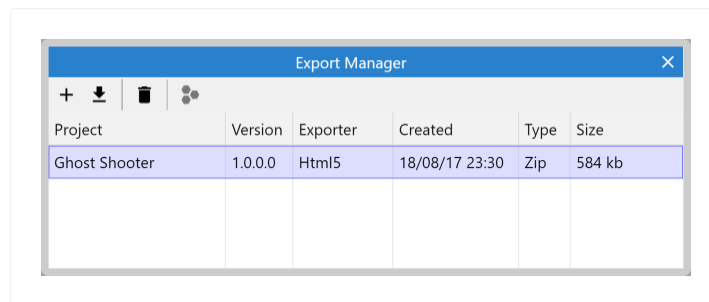 Export Manager
Project Version Exporter Created Type Size
Ghost Shooter 1.0.0.0 Html5 18/08/17 23:30 Zip 584 kb